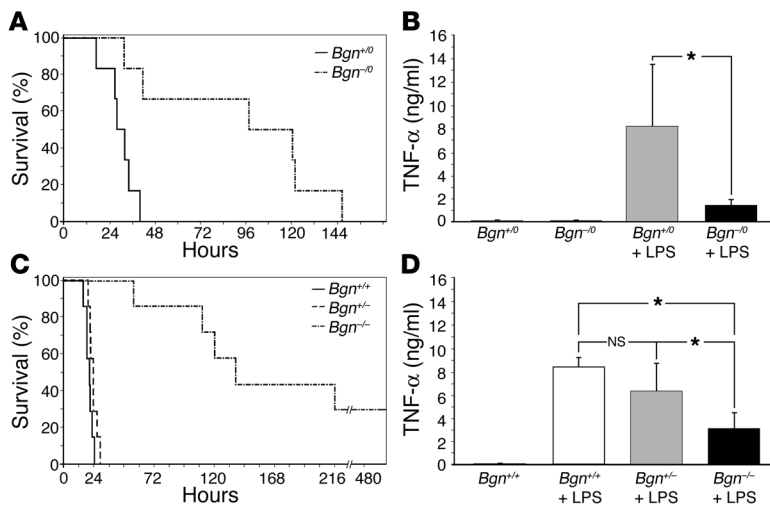 A
Survival (%)
100
80
60
40
20
0
Bgn+/0
Bgn–/0
0 24 48 72 96 120 144
Hours
B
TNF-α (ng/ml)
16
14
12
10
8
6
4
2
0
*
Bgn+/0 Bgn–/0 Bgn+/0 Bgn–/0
+ LPS + LPS
C
Survival (%)
100
80
60
40
20
0
Bgn+/+
Bgn+/–
Bgn–/–
0 24 72 120 168 216 480
Hours
D
TNF-α (ng/ml)
16
14
12
10
8
6
4
2
0
*
NS *
Bgn+/+ Bgn+/+ Bgn+/– Bgn–/–
+ LPS + LPS + LPS